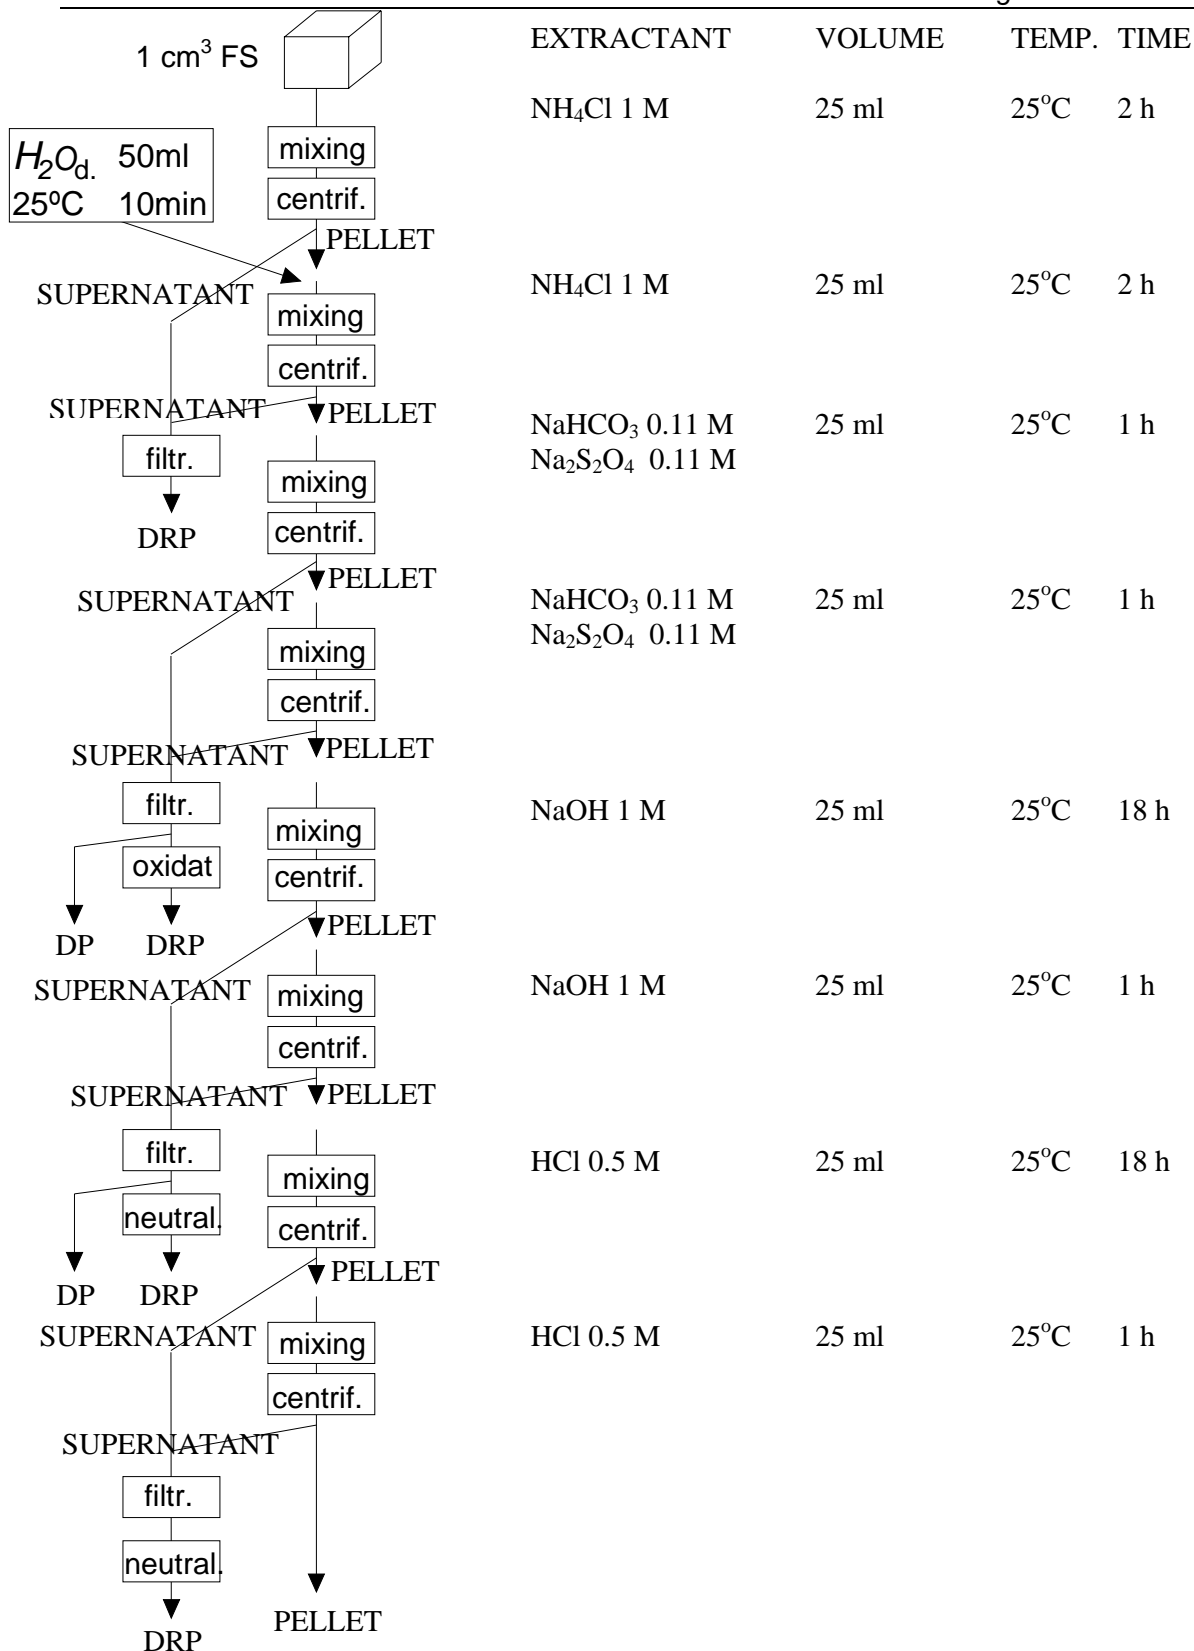 EXTRACTANT VOLUME TEMP. TIME
1 cm³ FS
NH₄Cl 1 M 25 ml 25°C 2 h
mixing
H₂O d. 50ml
25ºC 10min
centrif.
PELLET
SUPERNATANT
NH₄Cl 1 M 25 ml 25°C 2 h
mixing
centrif.
SUPERNATANT
PELLET
NaHCO₃ 0.11 M 25 ml 25°C 1 h
Na₂S₂O₄ 0.11 M
filtr.
mixing
DRP
centrif.
PELLET
SUPERNATANT
NaHCO₃ 0.11 M 25 ml 25°C 1 h
Na₂S₂O₄ 0.11 M
mixing
centrif.
SUPERNATANT
PELLET
filtr.
NaOH 1 M 25 ml 25°C 18 h
mixing
oxidat
centrif.
PELLET
DP DRP
SUPERNATANT
NaOH 1 M 25 ml 25°C 1 h
mixing
centrif.
SUPERNATANT
PELLET
filtr.
HCl 0.5 M 25 ml 25°C 18 h
mixing
neutral.
centrif.
PELLET
DP DRP
SUPERNATANT
HCl 0.5 M 25 ml 25°C 1 h
mixing
centrif.
SUPERNATANT
filtr.
neutral.
PELLET
DRP